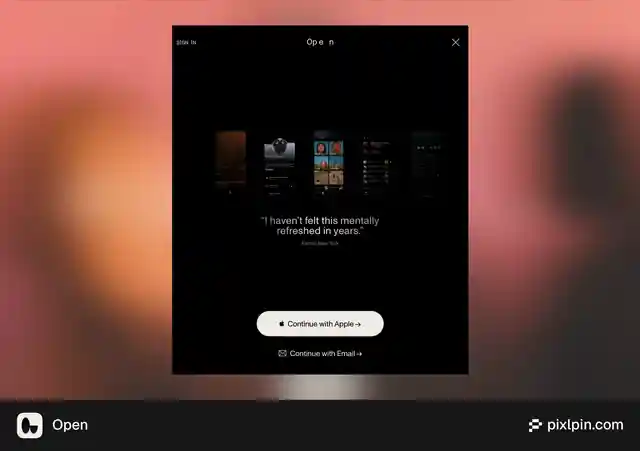 SIGN IN
Open
"I haven't felt this mentally
refreshed in years."
Continue with Apple →
Continue with Email →
Open
pixlpin.com